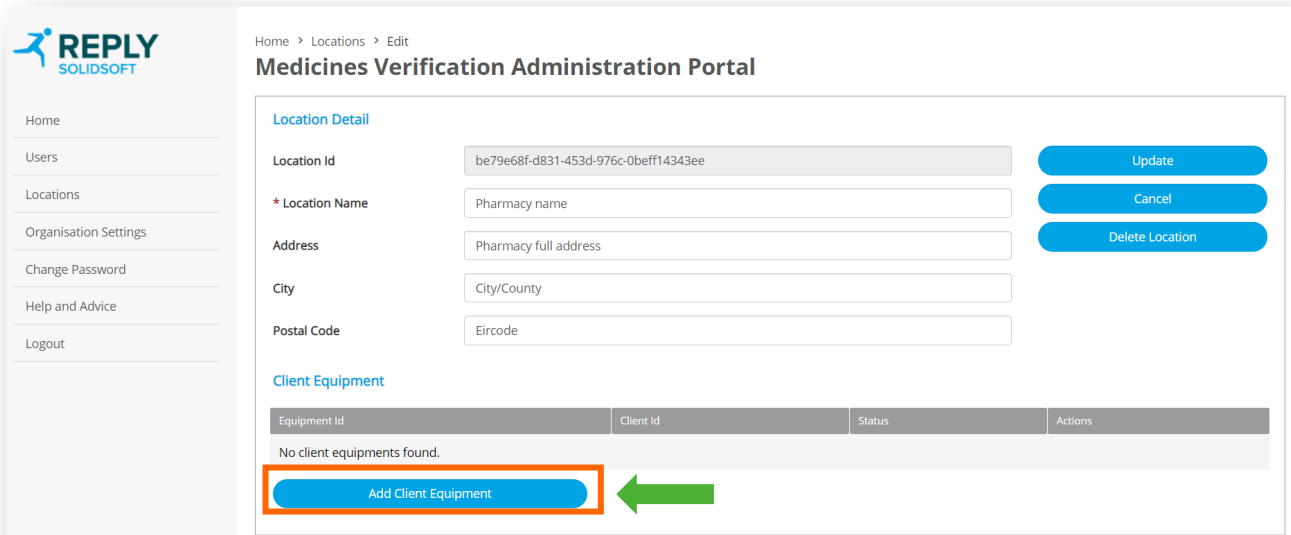 REPLY
SOLIDSOFT
Home
Users
Locations
Organisation Settings
Change Password
Help and Advice
Logout
Home > Locations > Edit
Medicines Verification Administration Portal
Location Detail
Location Id be79e68f-d831-453d-976c-0beff14343ee Update
* Location Name Pharmacy name Cancel
Address Pharmacy full address Delete Location
City City/County
Postal Code Eircode
Client Equipment
Equipment Id Client Id Status Actions
No client equipments found.
Add Client Equipment